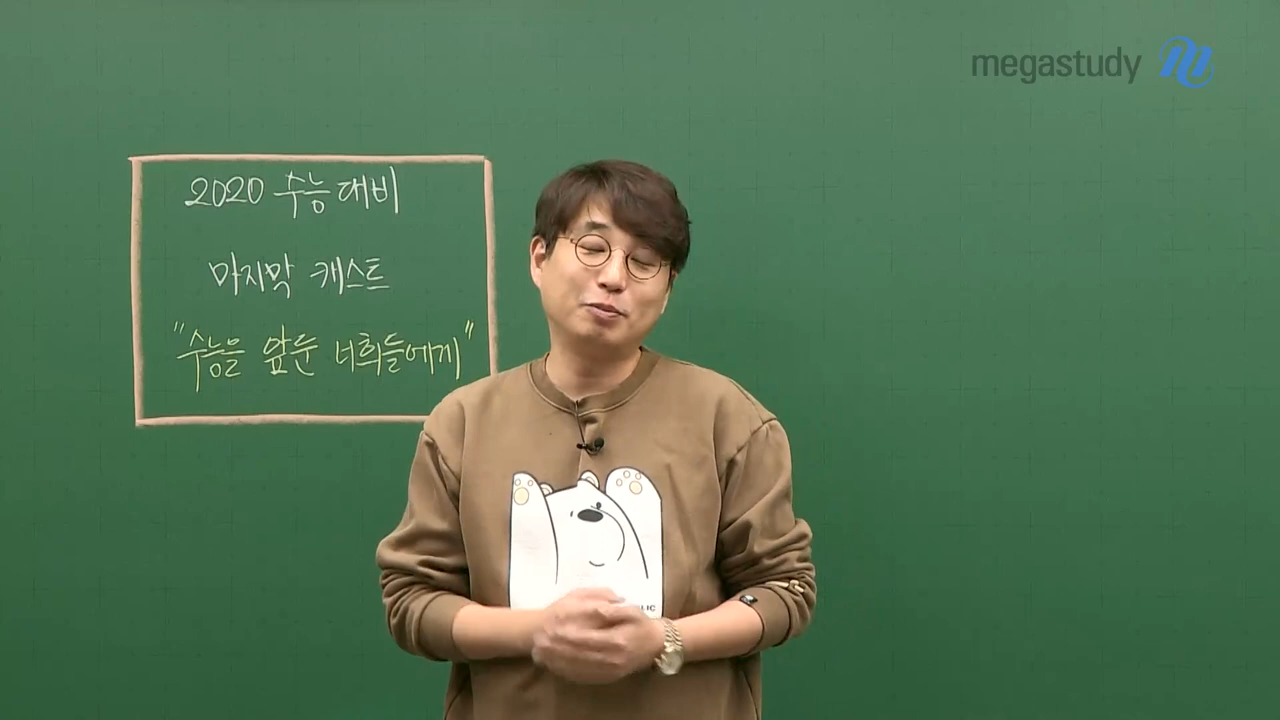 megastudy
2020 수능 대비
마지막 캐스트
"수능을 앞둔 너희들에게"
LIC